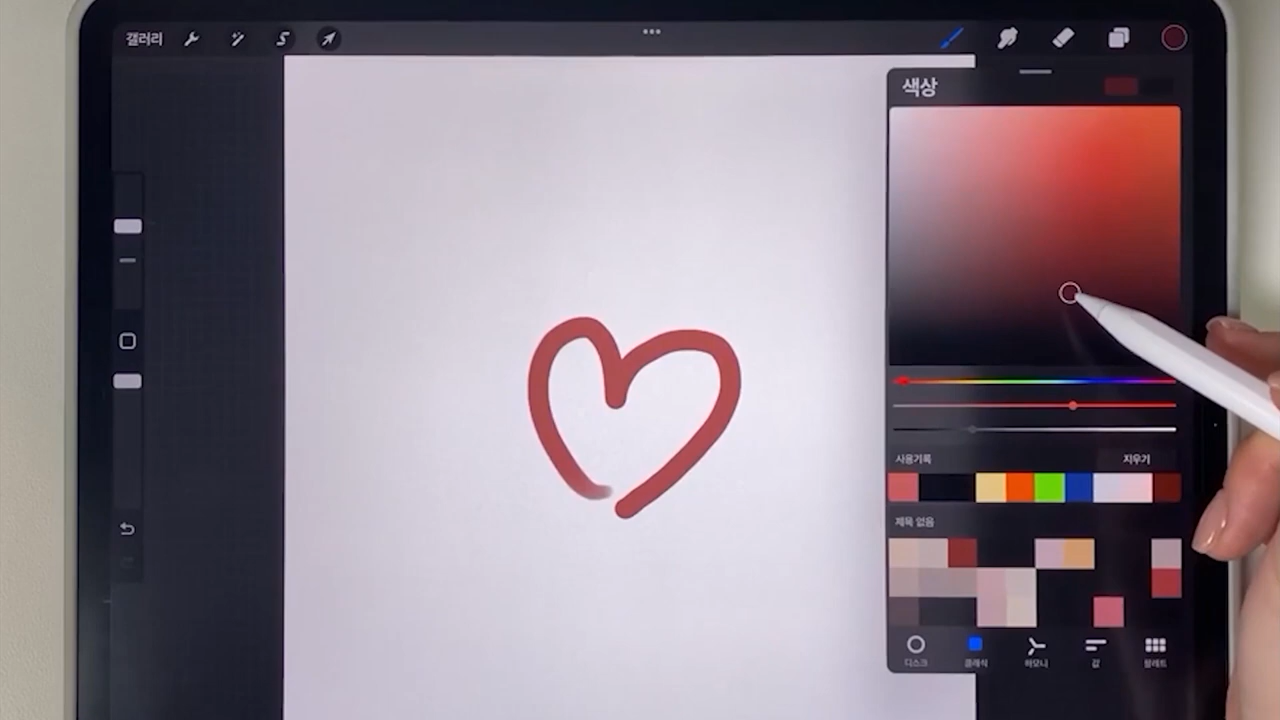 갤러리
색상
사용기록 지우기
제목 없음
디스크 클래식 하모니 값 팔레트